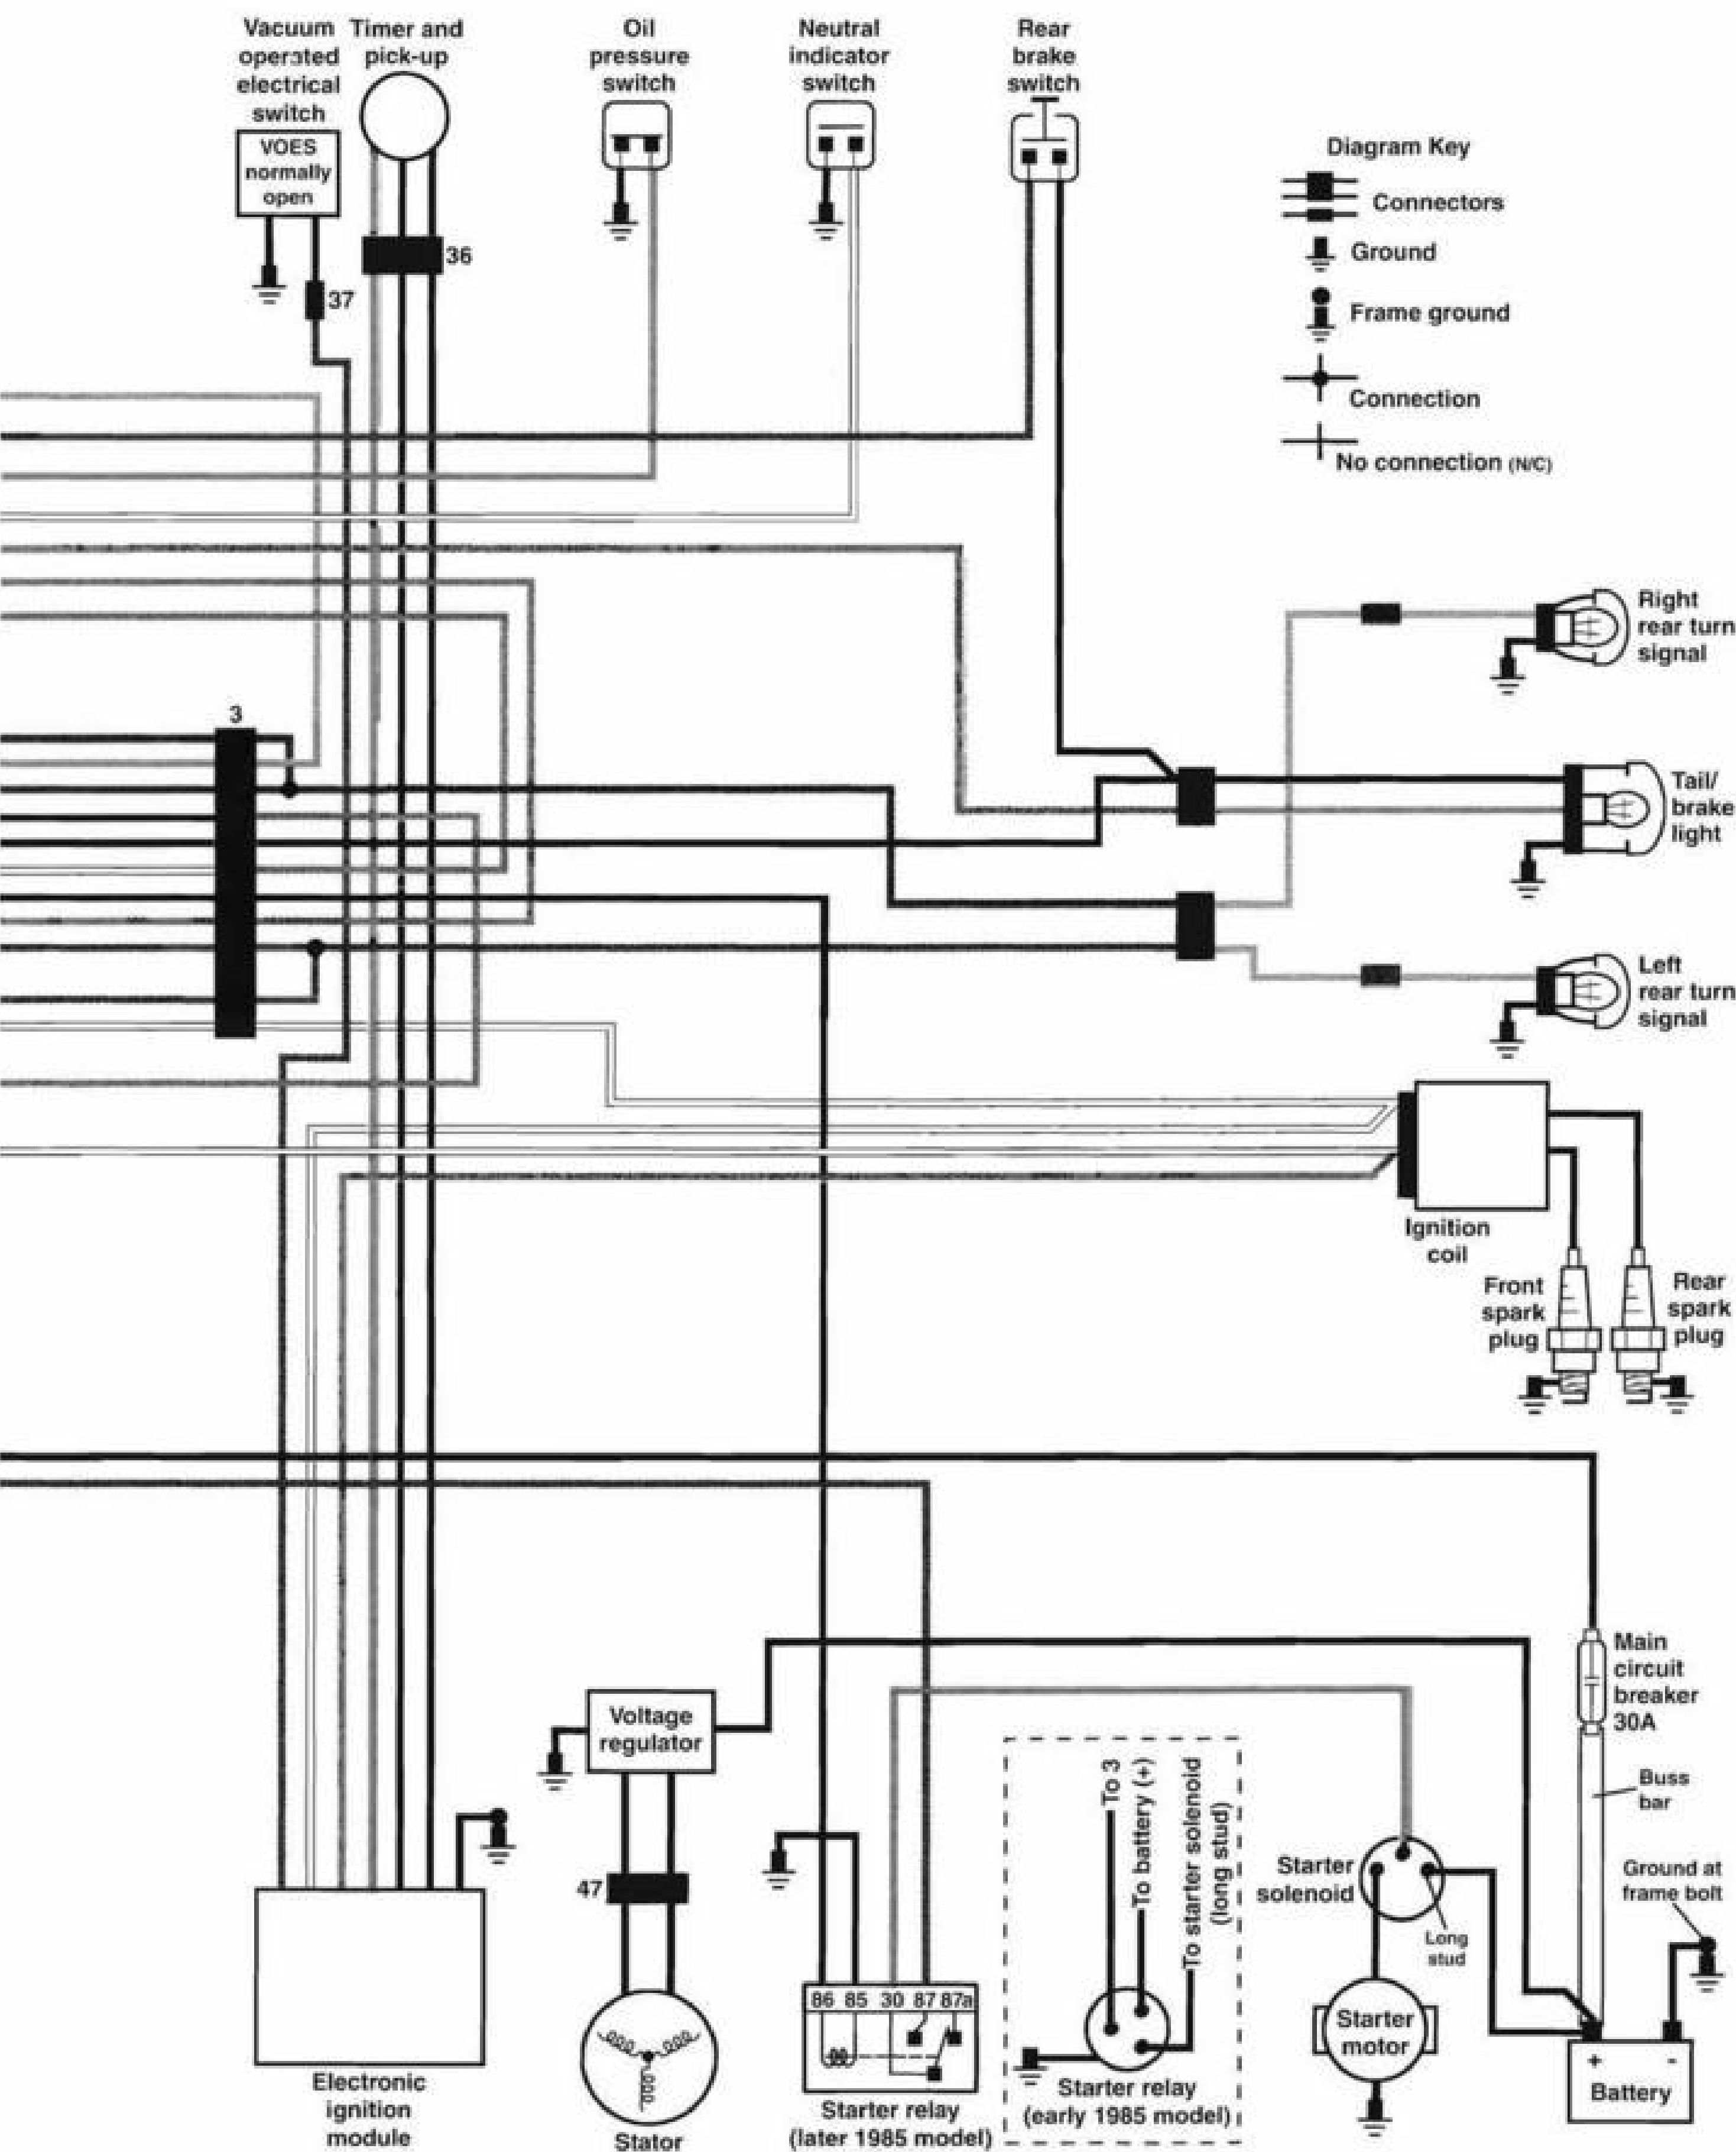 Vacuum
operated
electrical
switch
Timer and
pick-up
Oil
pressure
switch
Neutral
indicator
switch
Rear
brake
switch
VOES
normally
open
36
37
Diagram Key
Connectors
Ground
Frame ground
Connection
No connection (N/C)
Right
rear turn
signal
3
Tail/
brake
light
Left
rear turn
signal
Ignition
coil
Front
spark
plug
Rear
spark
plug
Main
circuit
breaker
30A
Voltage
regulator
To 3
To battery (+)
To starter solenoid
(long stud)
Buss
bar
Starter
solenoid
Long
stud
Ground at
frame bolt
47
86 85 30 87 87a
Starter
motor
+ -
Battery
Electronic
ignition
module
Stator
Starter relay
(later 1985 model)
Starter relay
(early 1985 model)